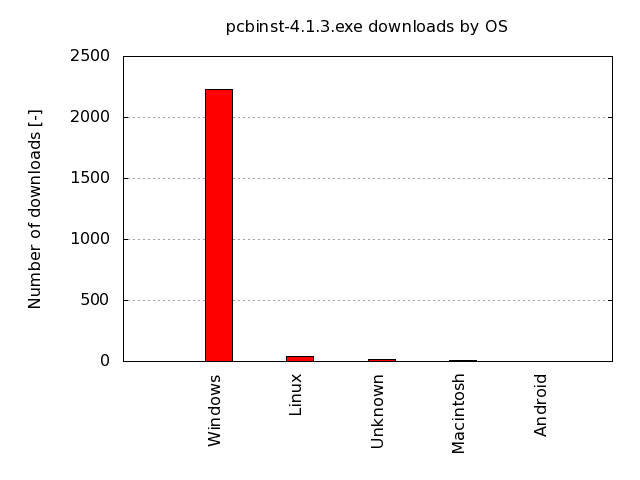 pcbinst-4.1.3.exe downloads by OS
2500
2000
1500
1000
500
0
Number of downloads [-]
Windows
Linux
Unknown
Macintosh
Android